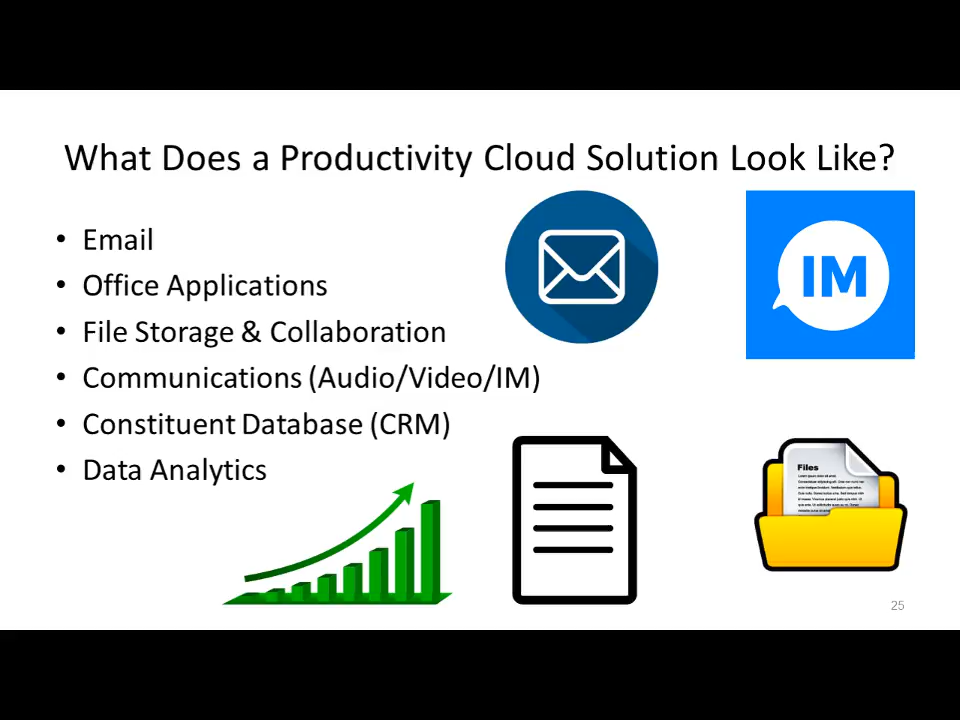 What Does a Productivity Cloud Solution Look Like?
• Email
• Office Applications
• File Storage & Collaboration
• Communications (Audio/Video/IM)
• Constituent Database (CRM)
• Data Analytics
IM
Files
25